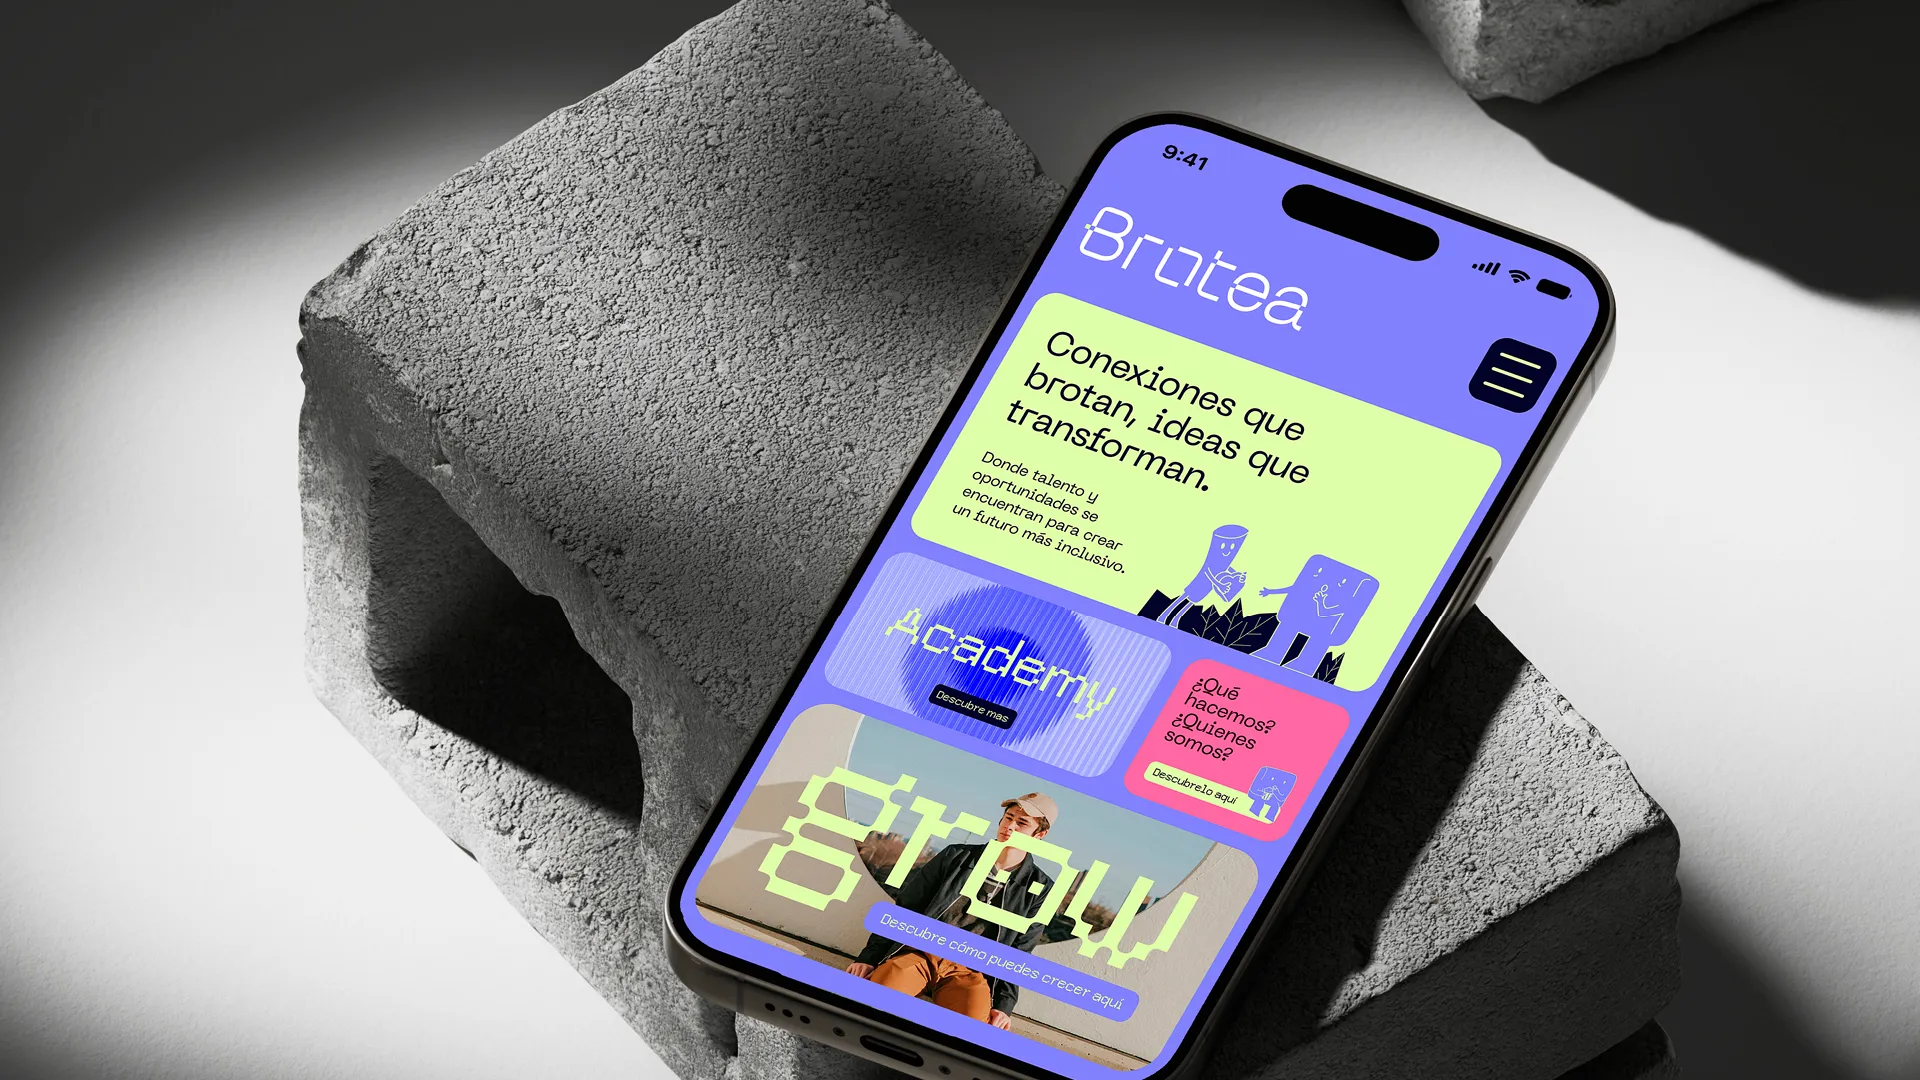 9:41
Brotea
Conexiones que
brotan, ideas que
transforman.
Donde talento y
oportunidades se
encuentran para crear
un futuro más inclusivo.
Academy
Descubre mas
¿Qué
hacemos?
¿Quienes
somos?
Descubrelo aquí
grow
Descubre cómo puedes crecer aquí